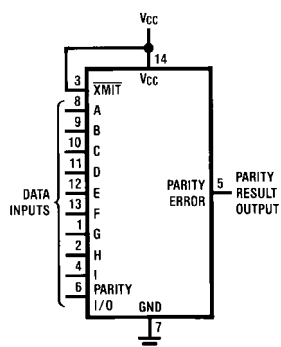 VCC
14
VCC
3
XMIT
8
A
9
B
10
C
11
D
12
E
13
F
1
G
2
H
4
I
6
PARITY
I/O
DATA
INPUTS
PARITY
ERROR
5
PARITY
RESULT
OUTPUT
GND
7